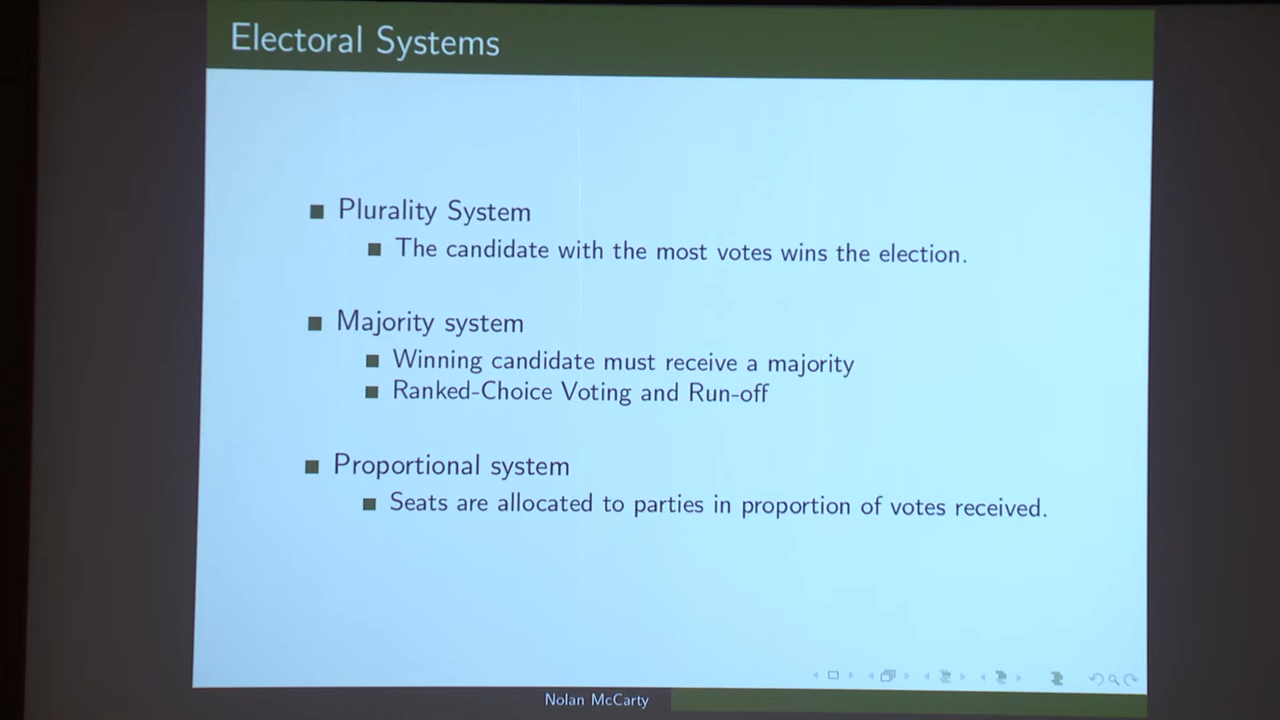 Electoral Systems
Plurality System
The candidate with the most votes wins the election.
Majority system
Winning candidate must receive a majority
Ranked-Choice Voting and Run-off
Proportional system
Seats are allocated to parties in proportion of votes received.
Nolan McCarty